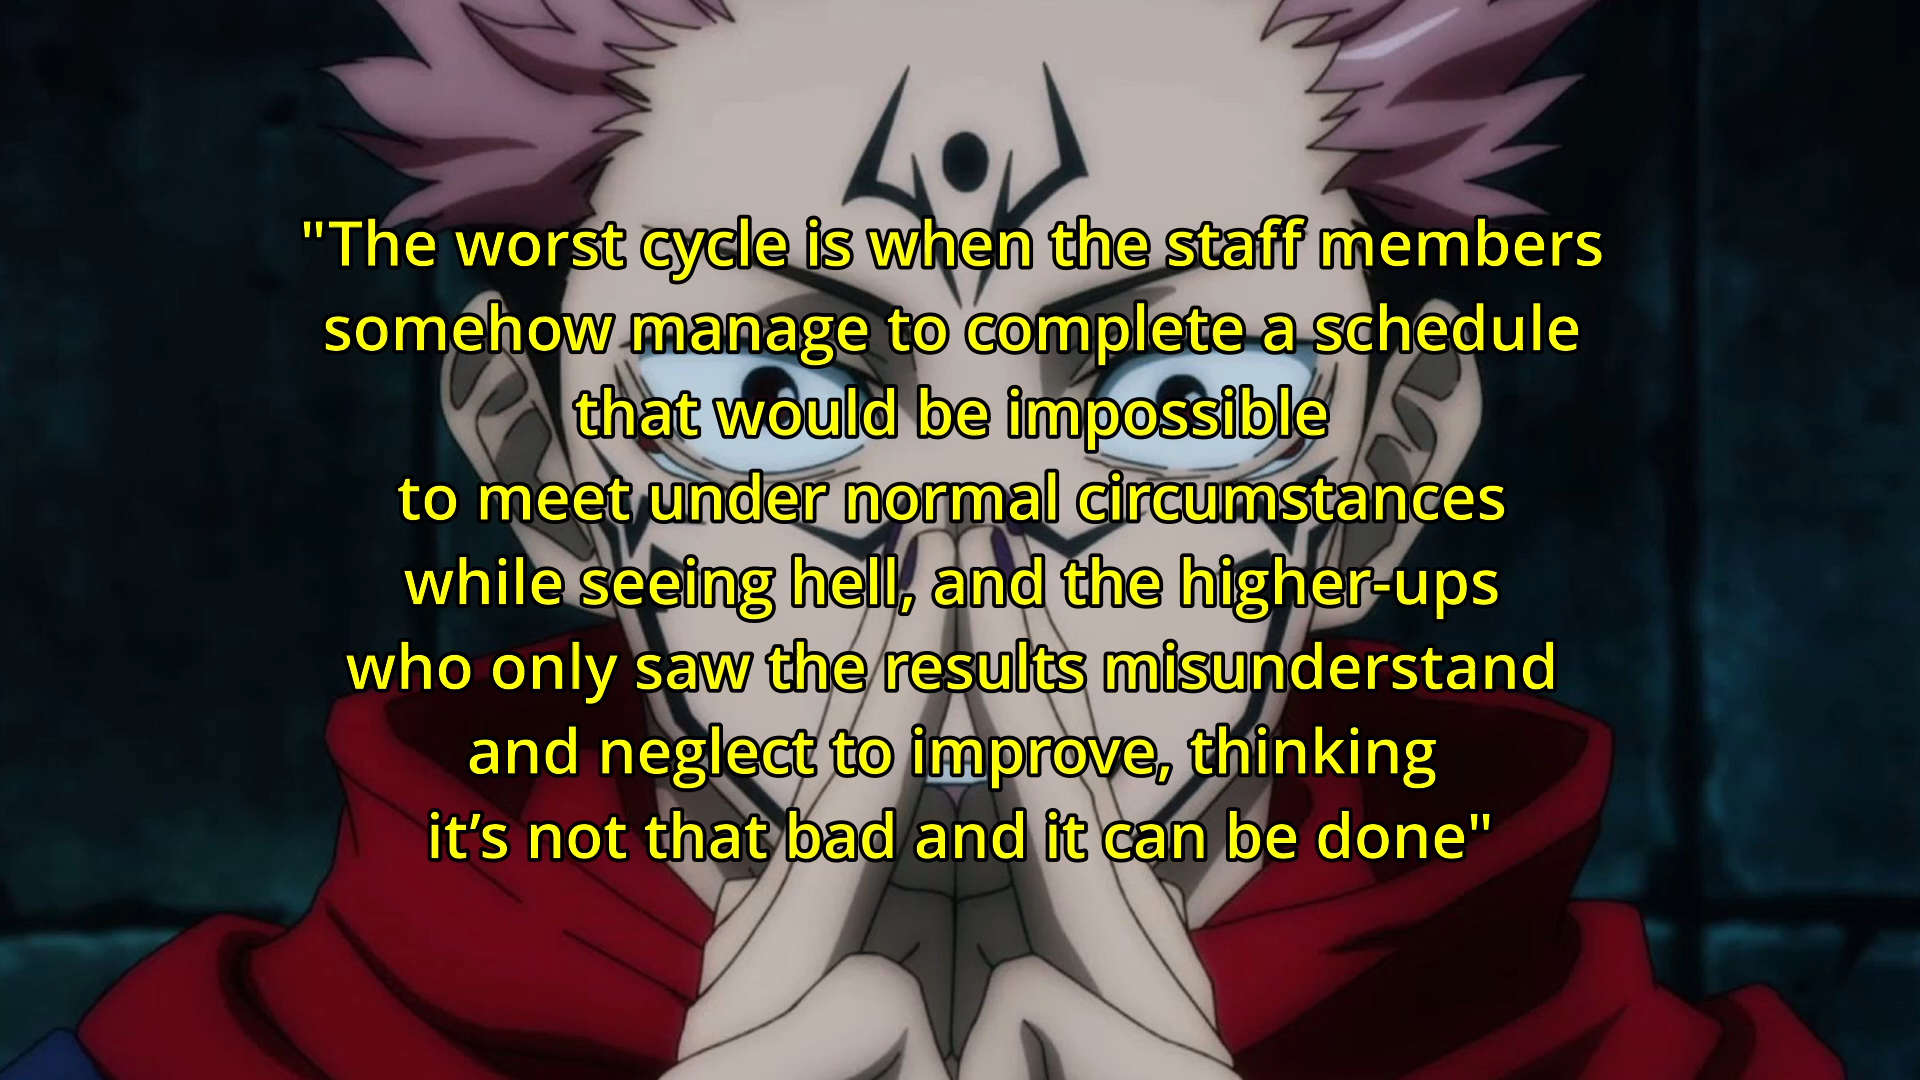 "The worst cycle is when the staff members
somehow manage to complete a schedule
that would be impossible
to meet under normal circumstances
while seeing hell, and the higher-ups
who only saw the results misunderstand
and neglect to improve, thinking
it’s not that bad and it can be done"